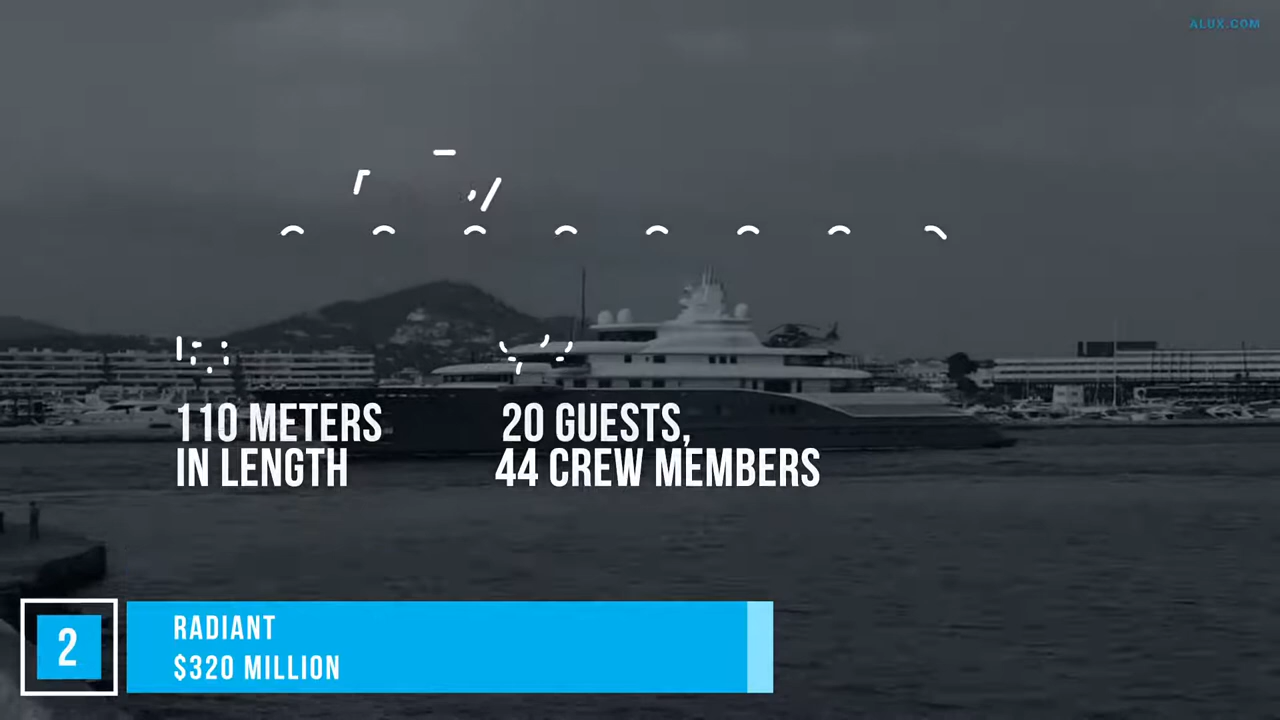 ALUX.COM
110 METERS
IN LENGTH
20 GUESTS,
44 CREW MEMBERS
2
RADIANT
$320 MILLION